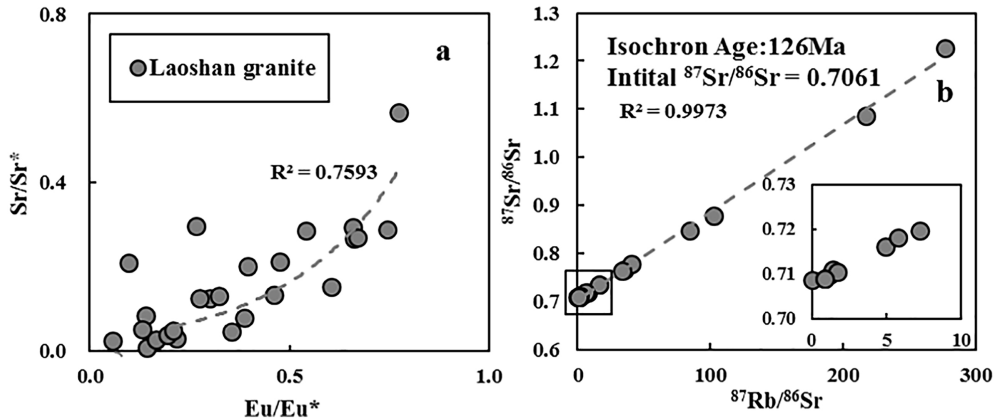 a
Laoshan granite
R² = 0.7593
0.8
0.4
0.0
Sr/Sr*
0.0
0.5
1.0
Eu/Eu*
b
Isochron Age:126Ma
Intital ⁸⁷Sr/⁸⁶Sr = 0.7061
R² = 0.9973
1.3
1.2
1.1
1.0
0.9
0.8
0.7
0.6
⁸⁷Sr/⁸⁶Sr
0
100
200
300
⁸⁷Rb/⁸⁶Sr
0.73
0.72
0.71
0.70
0
5
10